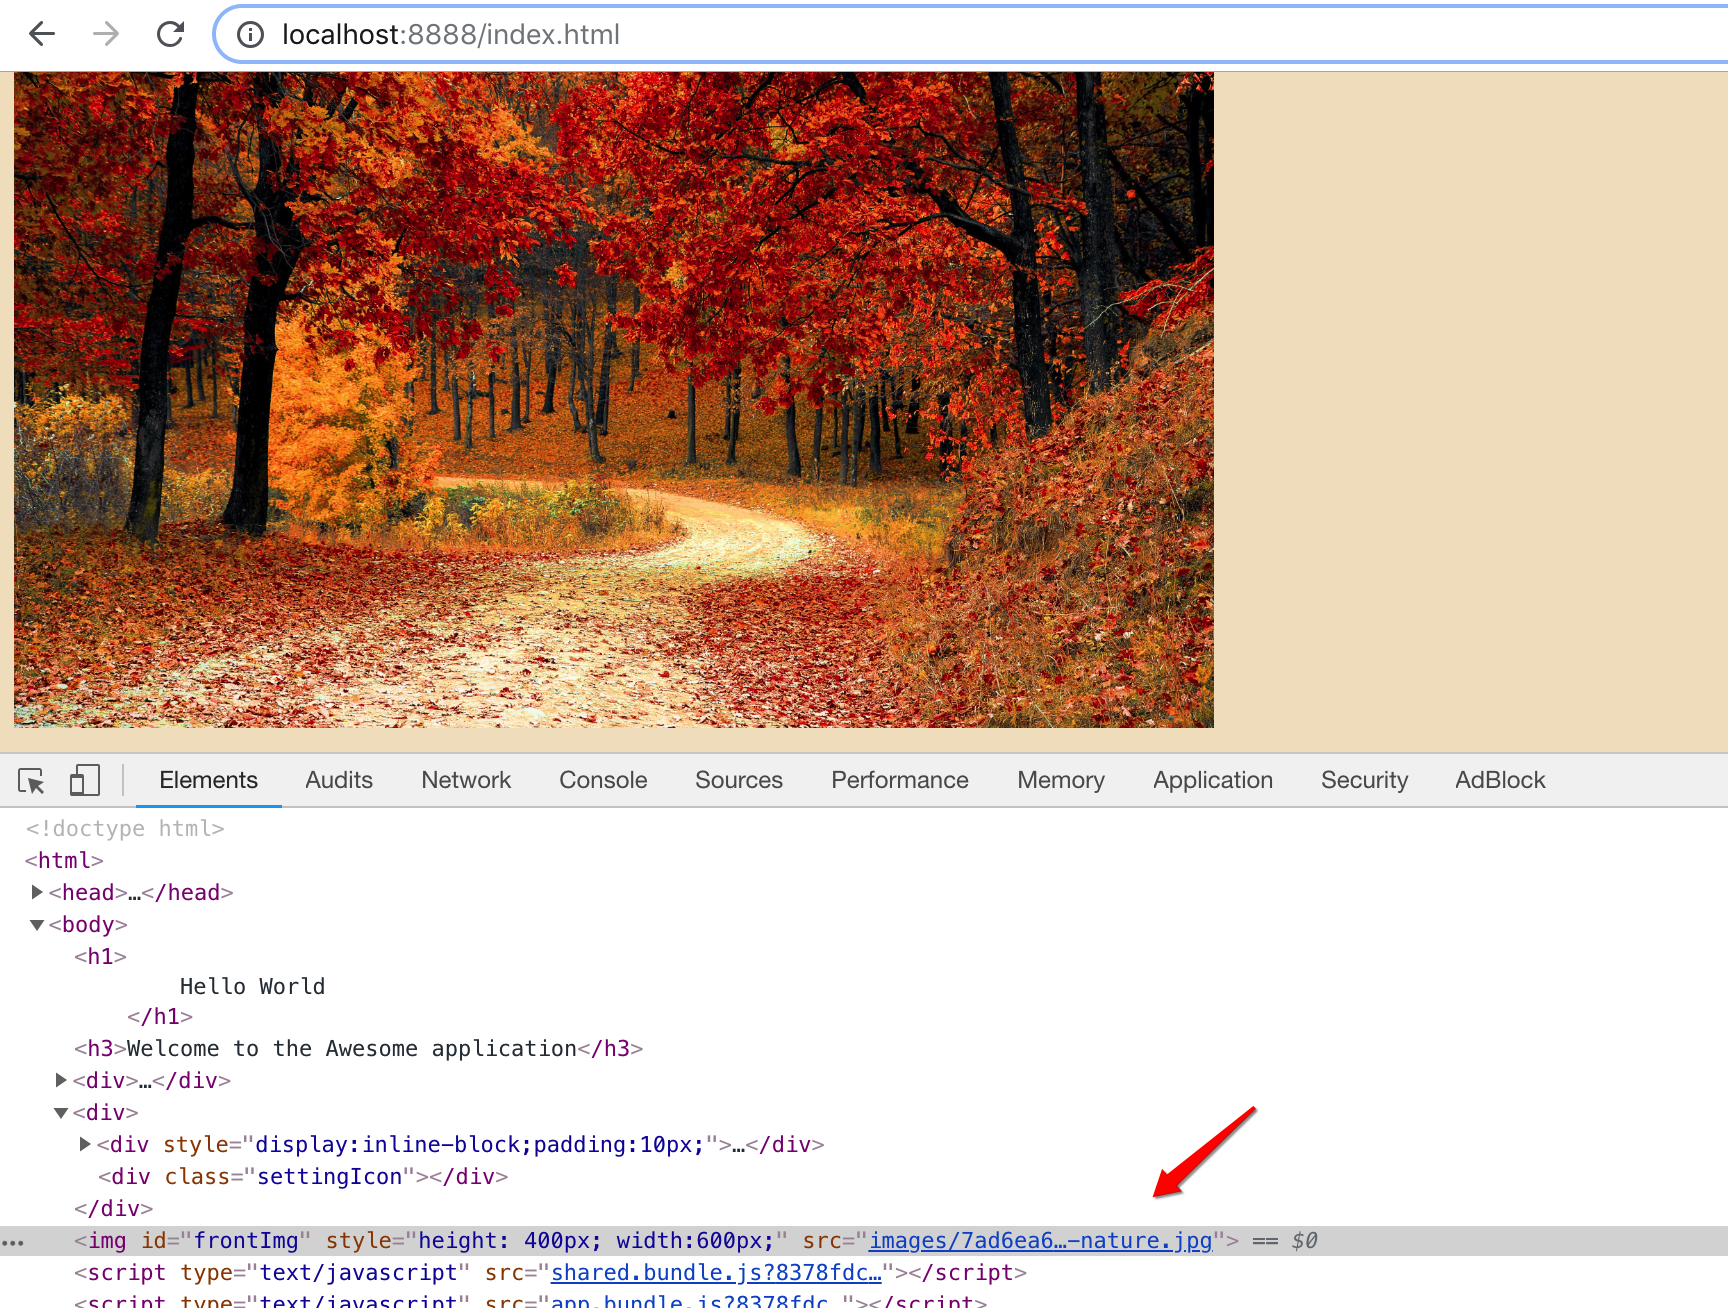 localhost:8888/index.html
Elements Audits Network Console Sources Performance Memory Application Security AdBlock
<!doctype html>
<html>
<head>…</head>
<body>
<h1>
Hello World
</h1>
<h3>Welcome to the Awesome application</h3>
<div>…</div>
<div>
<div style="display:inline-block;padding:10px;">…</div>
<div class="settingIcon"></div>
</div>
… <img id="frontImg" style="height: 400px; width:600px;" src="images/7ad6ea6…-nature.jpg"> == $0
<script type="text/javascript" src="shared.bundle.js?8378fdc…"></script>
<script type="text/javascript" src="app.bundle.js?8378fdc…"></script>